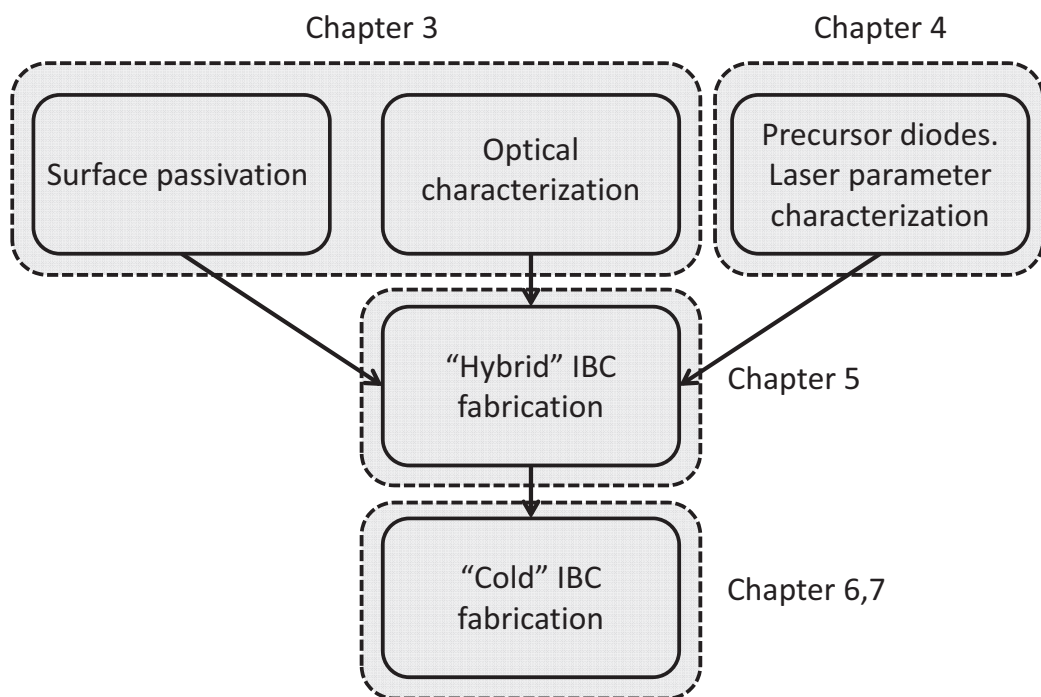 Chapter 3
Chapter 4
Surface passivation
Optical
characterization
Precursor diodes.
Laser parameter
characterization
“Hybrid” IBC
fabrication
Chapter 5
“Cold” IBC
fabrication
Chapter 6,7